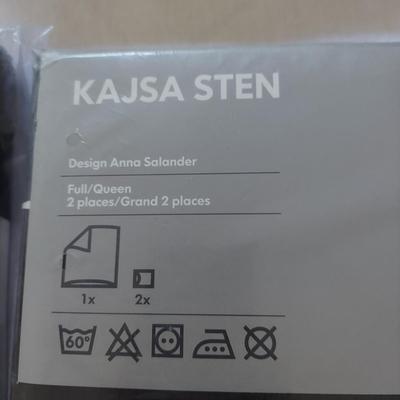 KAJSA STEN
Design Anna Salander
Full/Queen
2 places/Grand 2 places
1x 2x
60°